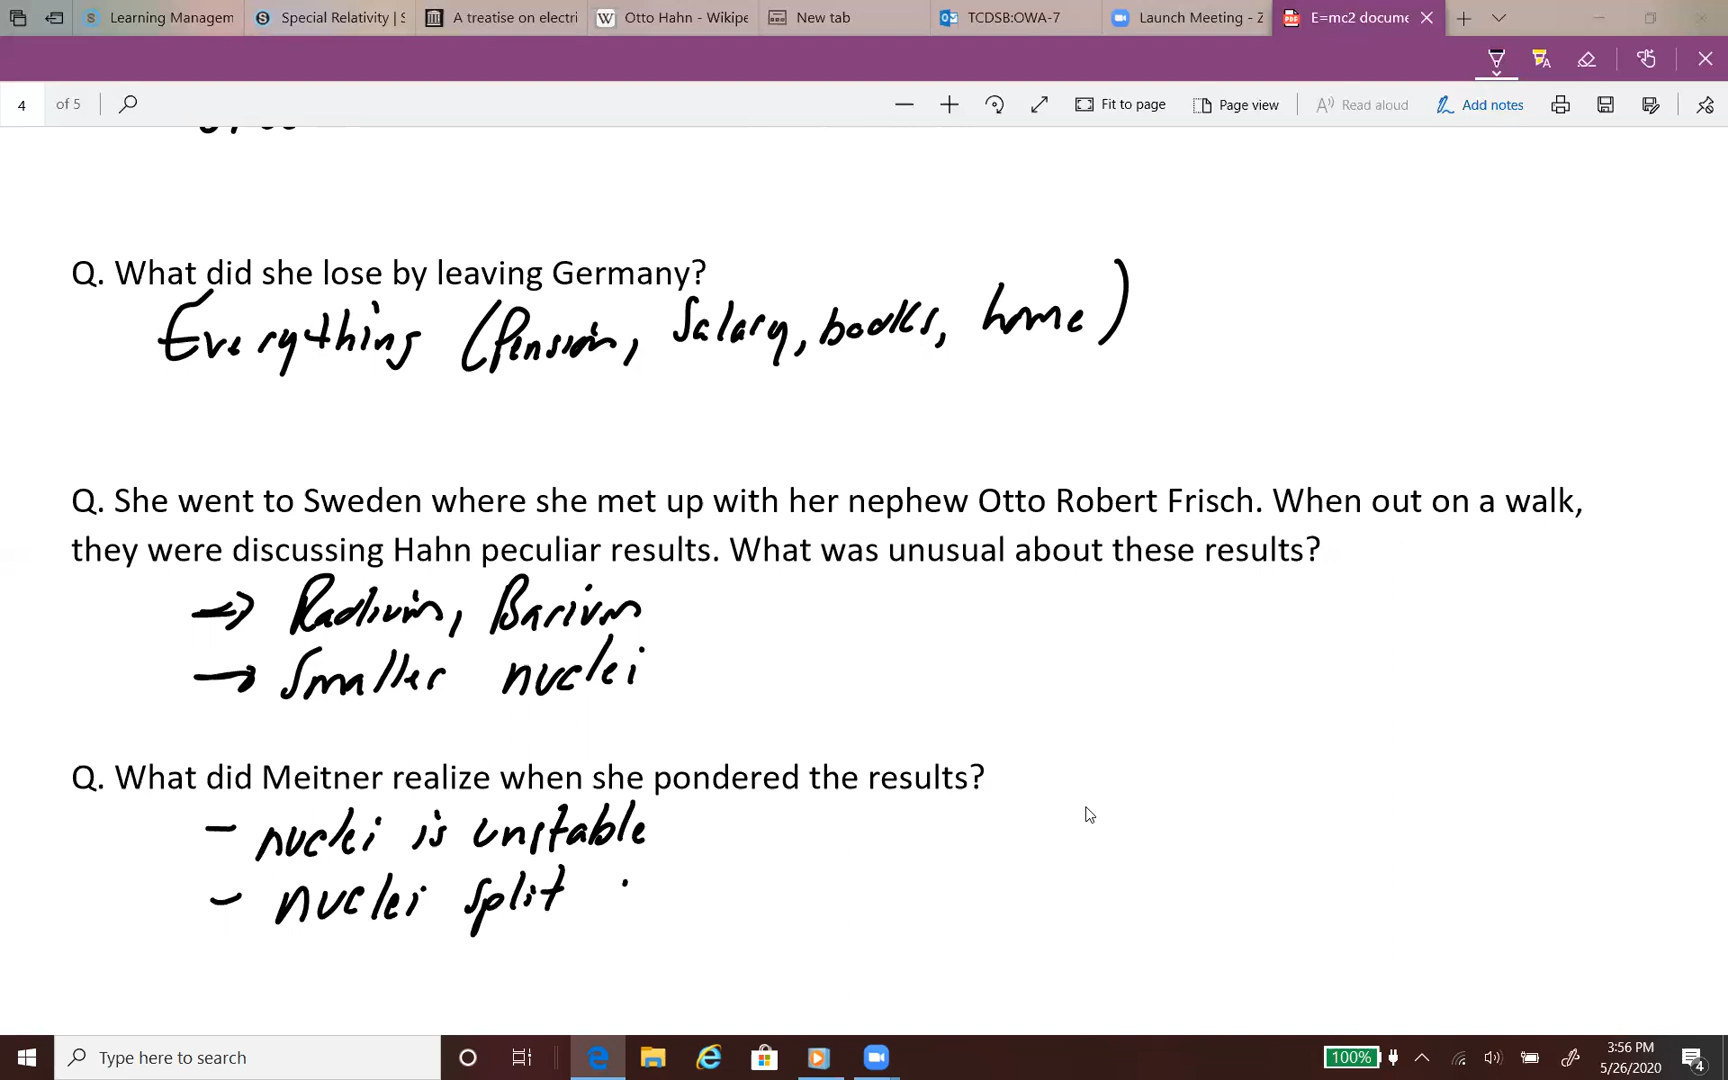 Learning Managem
Special Relativity | S
A treatise on electri
W Otto Hahn - Wikipe
New tab
TCDSB:OWA-7
Launch Meeting - Z
E=mc2 docume
4 of 5
Fit to page
Page view
Read aloud
Add notes
Q. What did she lose by leaving Germany?
Everything (Pension, Salary, books, home)
Q. She went to Sweden where she met up with her nephew Otto Robert Frisch. When out on a walk,
they were discussing Hahn peculiar results. What was unusual about these results?
→ Radium, Barium
→ Smaller nuclei
Q. What did Meitner realize when she pondered the results?
- nuclei is unstable
- nuclei split
Type here to search
100%
3:56 PM
5/26/2020
4